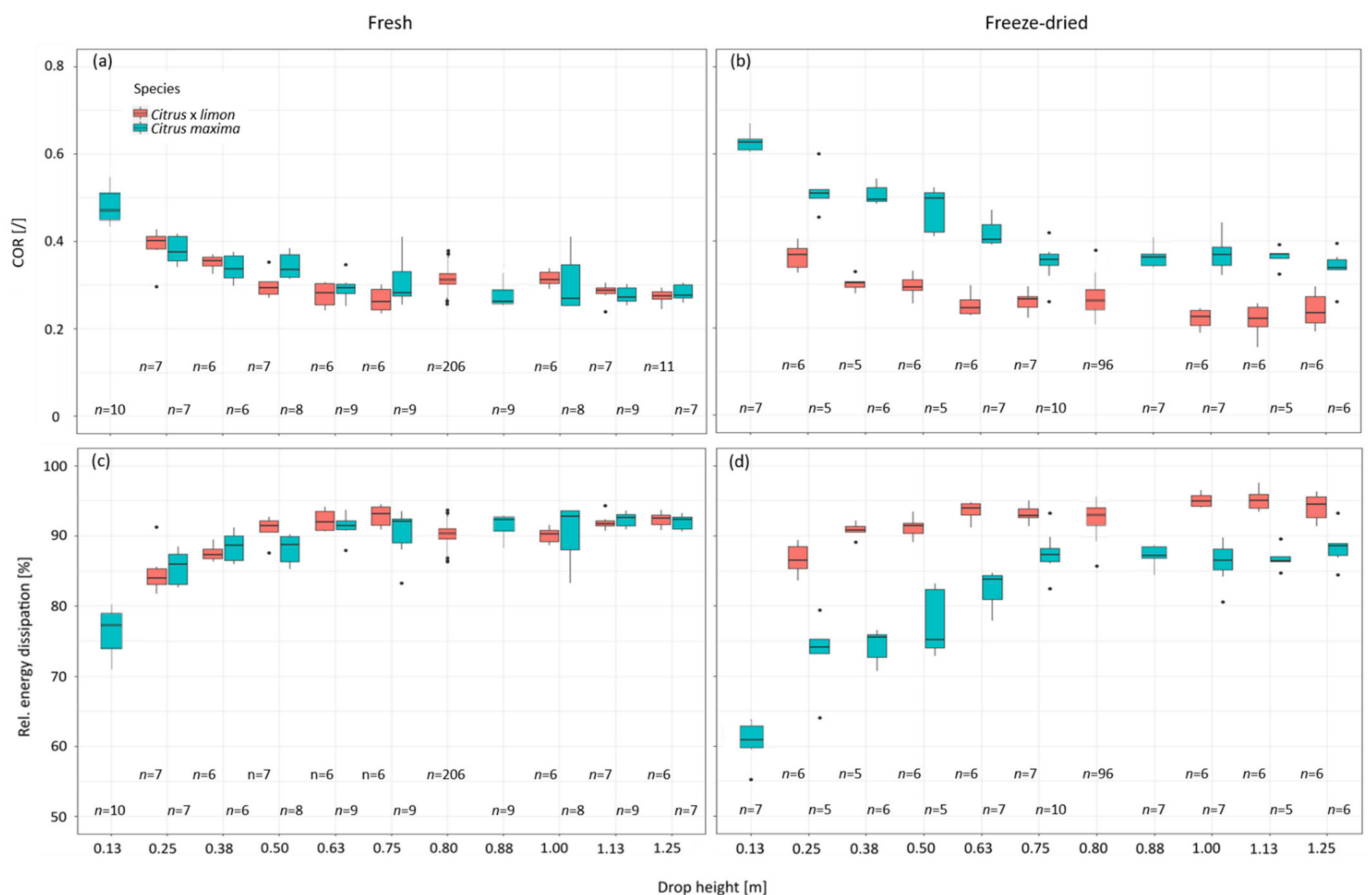 Fresh
Freeze-dried
(a)
(b)
Species
Citrus x limon
Citrus maxima
COR [/]
0.8
0.6
0.4
0.2
0
n=7 n=6 n=7 n=6 n=6 n=206 n=6 n=7 n=11
n=10 n=7 n=6 n=8 n=9 n=9 n=9 n=8 n=9 n=7
n=6 n=5 n=6 n=6 n=7 n=96 n=6 n=6 n=6
n=7 n=5 n=6 n=5 n=7 n=10 n=7 n=7 n=5 n=6
(c)
(d)
Rel. energy dissipation [%]
100
90
80
70
60
50
n=7 n=6 n=7 n=6 n=6 n=206 n=6 n=7 n=6
n=10 n=7 n=6 n=8 n=9 n=9 n=9 n=8 n=9 n=7
n=6 n=5 n=6 n=6 n=7 n=96 n=6 n=6 n=6
n=7 n=5 n=6 n=5 n=7 n=10 n=7 n=7 n=5 n=6
0.13 0.25 0.38 0.50 0.63 0.75 0.80 0.88 1.00 1.13 1.25
0.13 0.25 0.38 0.50 0.63 0.75 0.80 0.88 1.00 1.13 1.25
Drop height [m]